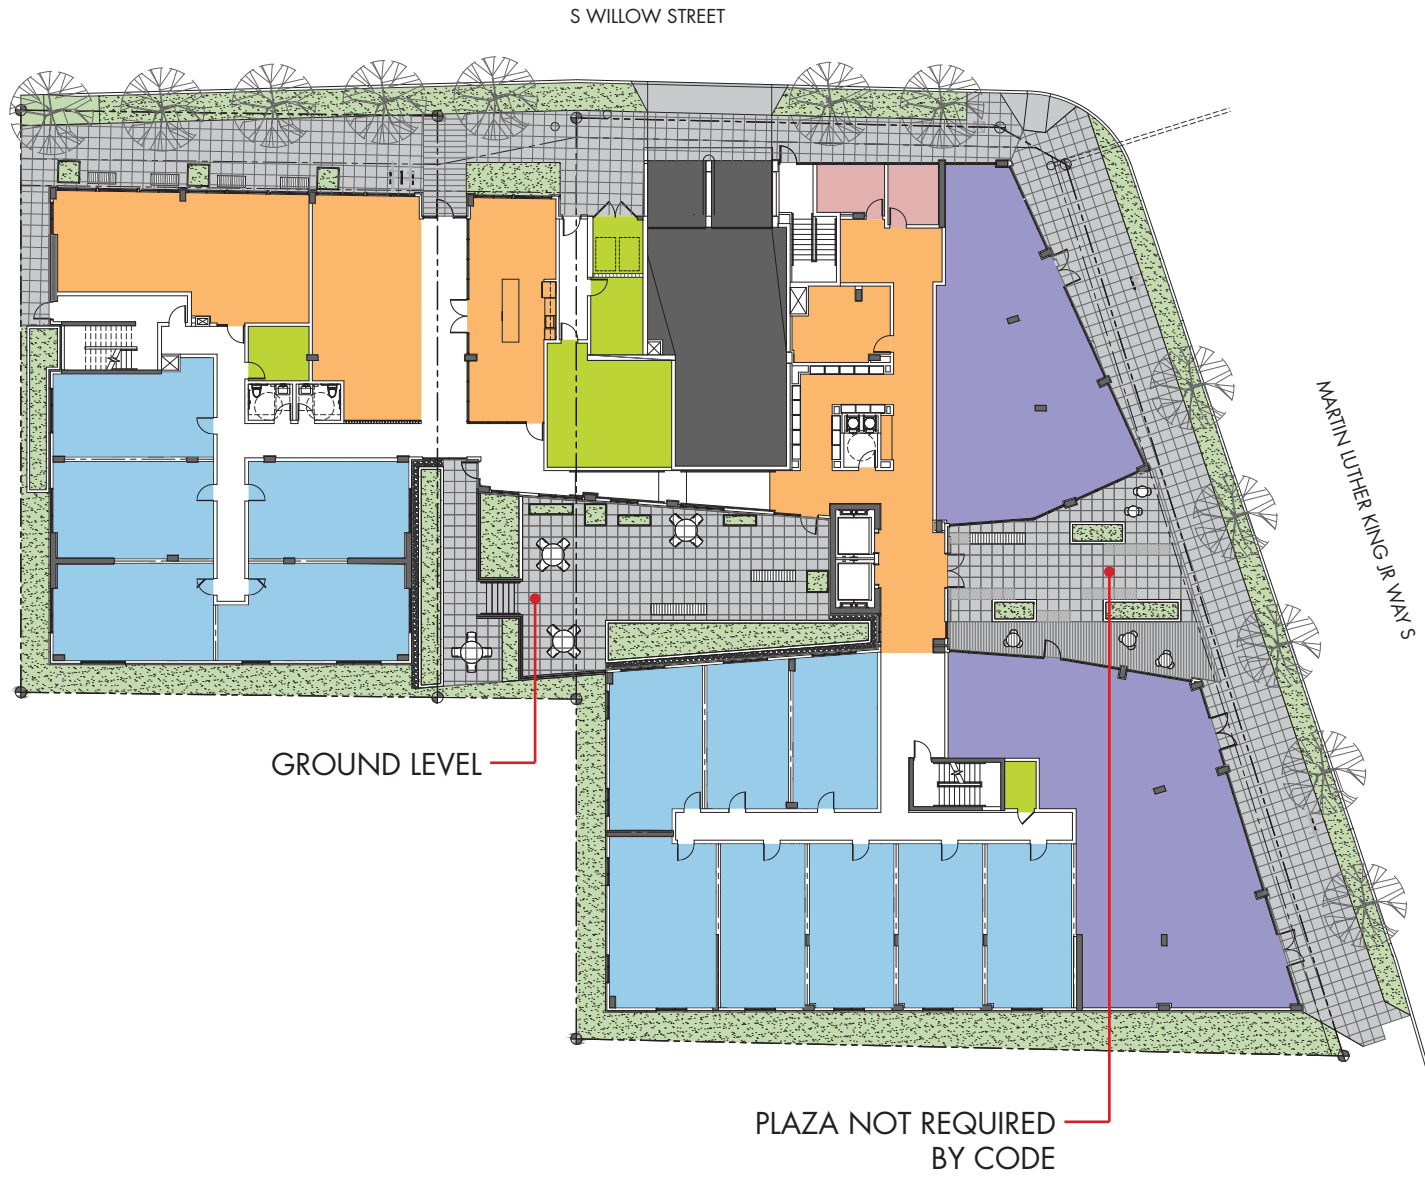 S WILLOW STREET
MARTIN LUTHER KING JR WAY S
GROUND LEVEL
PLAZA NOT REQUIRED
BY CODE